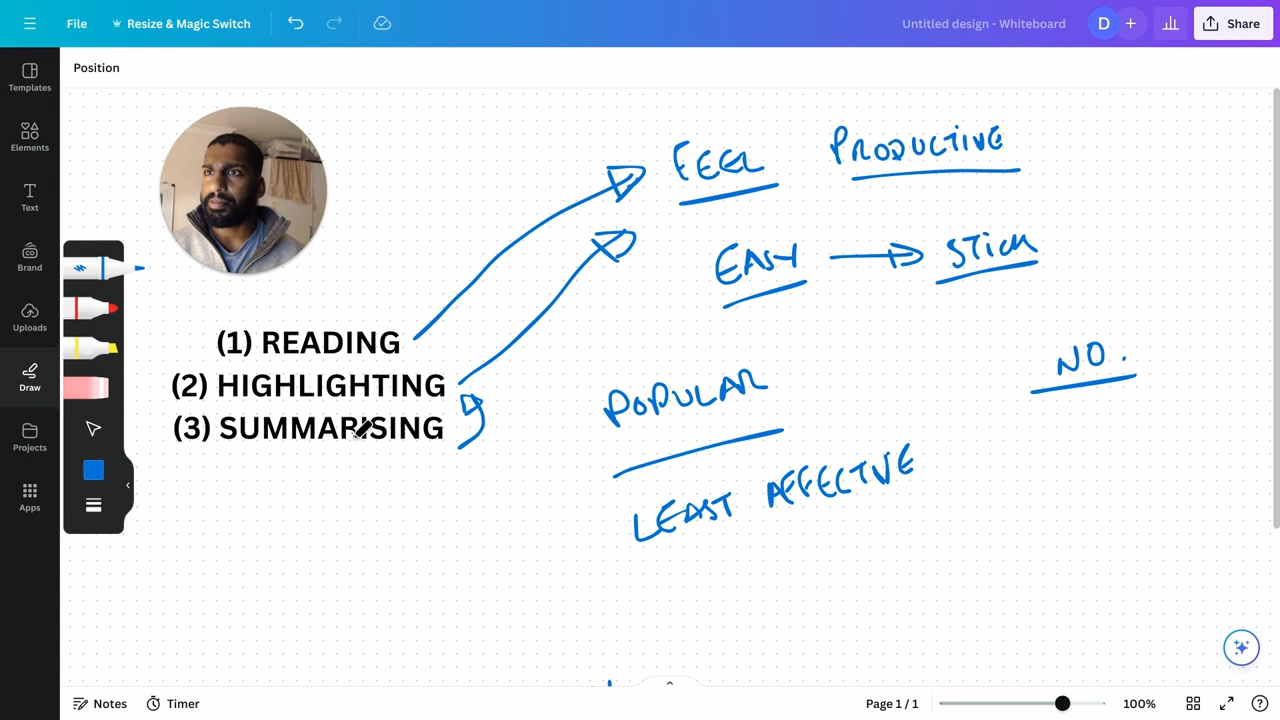 File
Resize & Magic Switch
Untitled design - Whiteboard
D
+
Share
Position
Templates
Elements
Text
Brand
Uploads
Draw
Projects
Apps
FEEL PRODUCTIVE
EASY → STICK
(1) READING
(2) HIGHLIGHTING
(3) SUMMARISING
NO.
POPULAR
LEAST AFFECTIVE
Notes
Timer
Page 1 / 1
100%